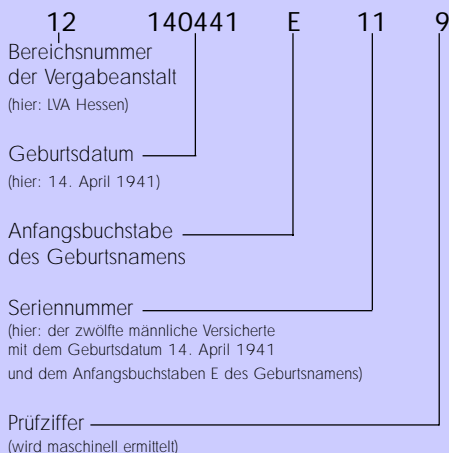 12 140441 E 11 9
Bereichsnummer
der Vergabeanstalt
(hier: LVA Hessen)
Geburtsdatum
(hier: 14. April 1941)
Anfangsbuchstabe
des Geburtsnamens
Seriennummer
(hier: der zwölfte männliche Versicherte
mit dem Geburtsdatum 14. April 1941
und dem Anfangsbuchstaben E des Geburtsnamens)
Prüfziffer
(wird maschinell ermittelt)